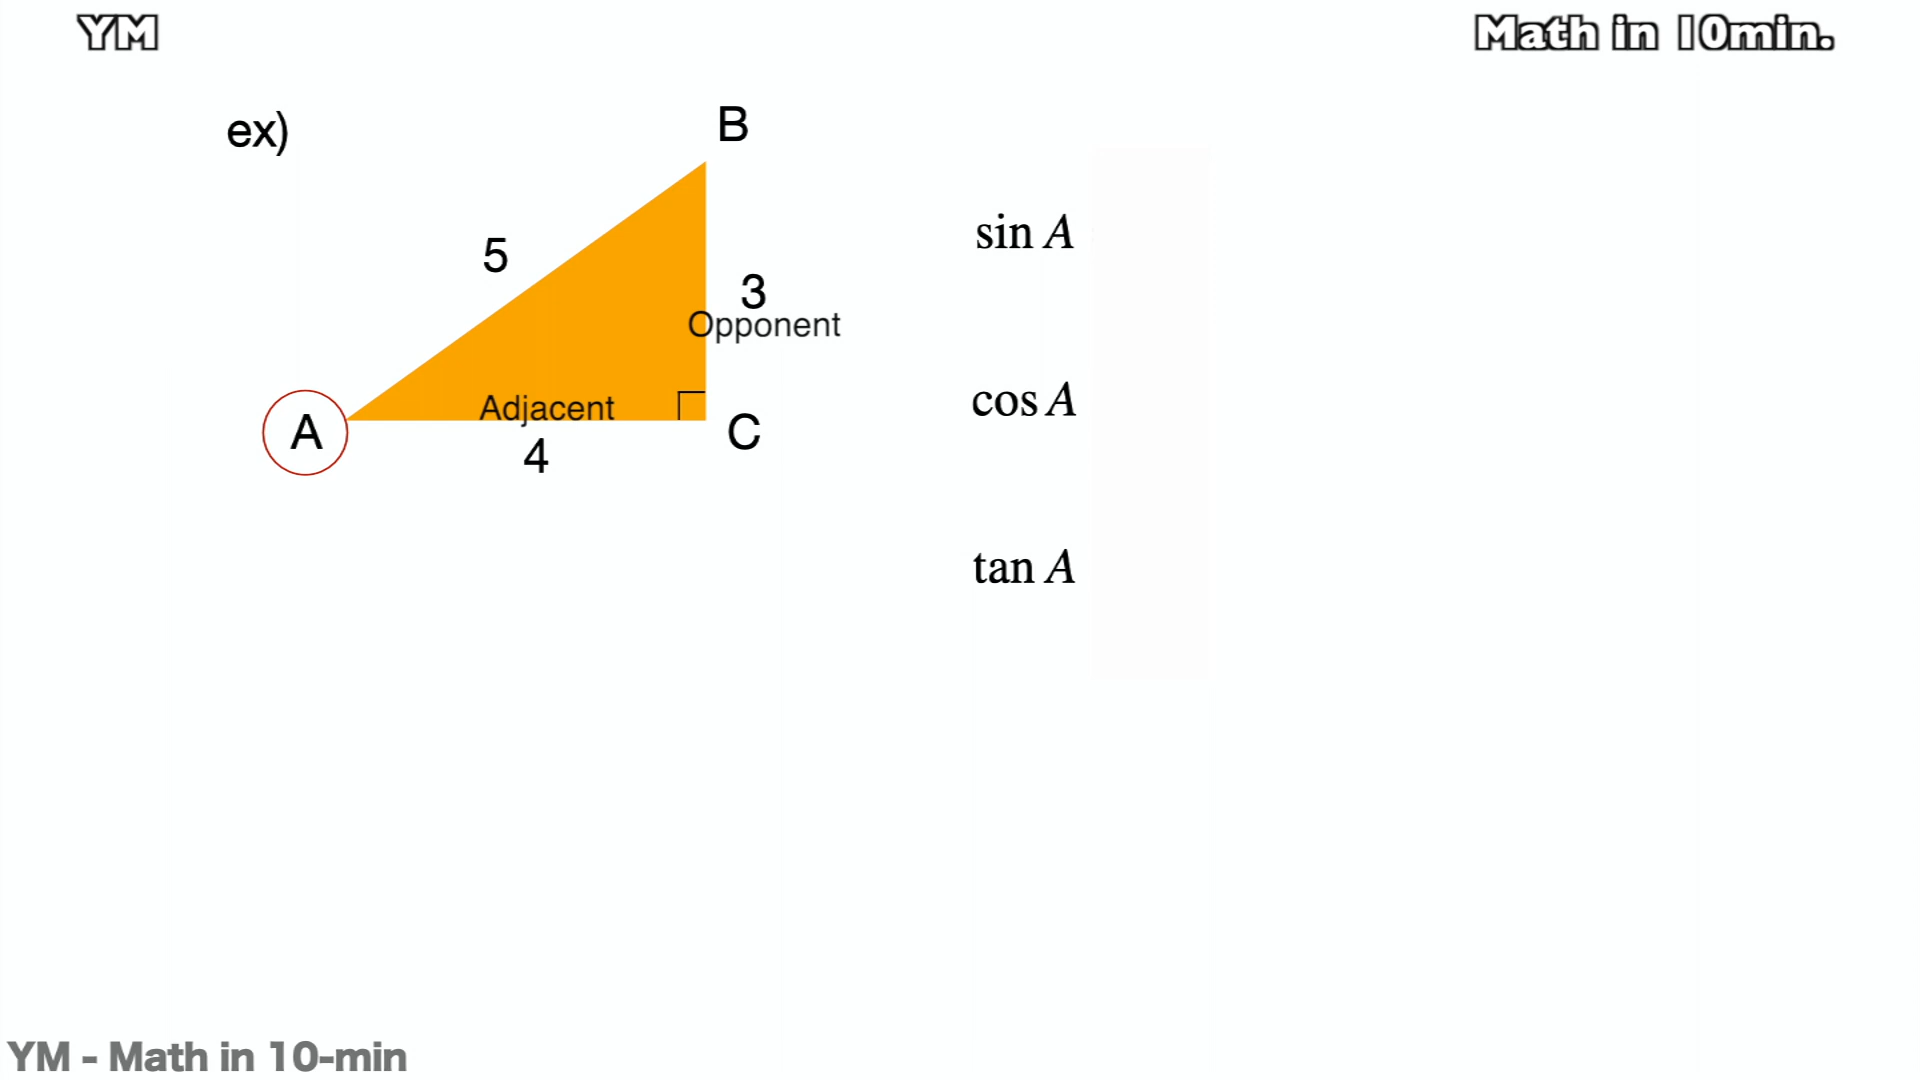 YM
Math in 10min.
ex)
B
5
sin A
3
Opponent
cos A
Adjacent
A
C
4
tan A
YM - Math in 10-min